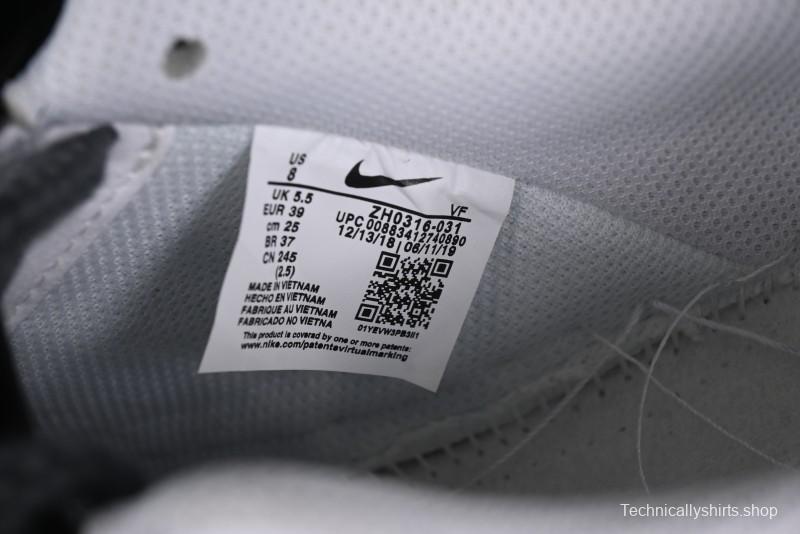 US
8
UK 5.5
EUR 39
cm 25
BR 37
CN 245
(2.5)
VF
ZH0316-031
UPC 00883412740890
12/13/18 | 06/11/19
01YEVW3PB3II1
MADE IN VIETNAM
HECHO EN VIETNAM
FABRIQUE AU VIETNAM
FABRICADO NO VIETNA
This product is covered by one or more patents:
www.nike.com/patentsvirtualmarking
Technicallyshirts.shop